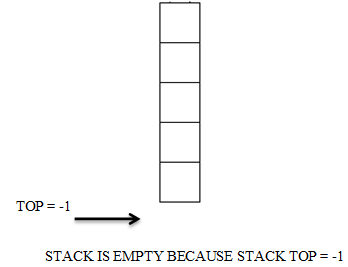 TOP = -1
STACK IS EMPTY BECAUSE STACK TOP = -1